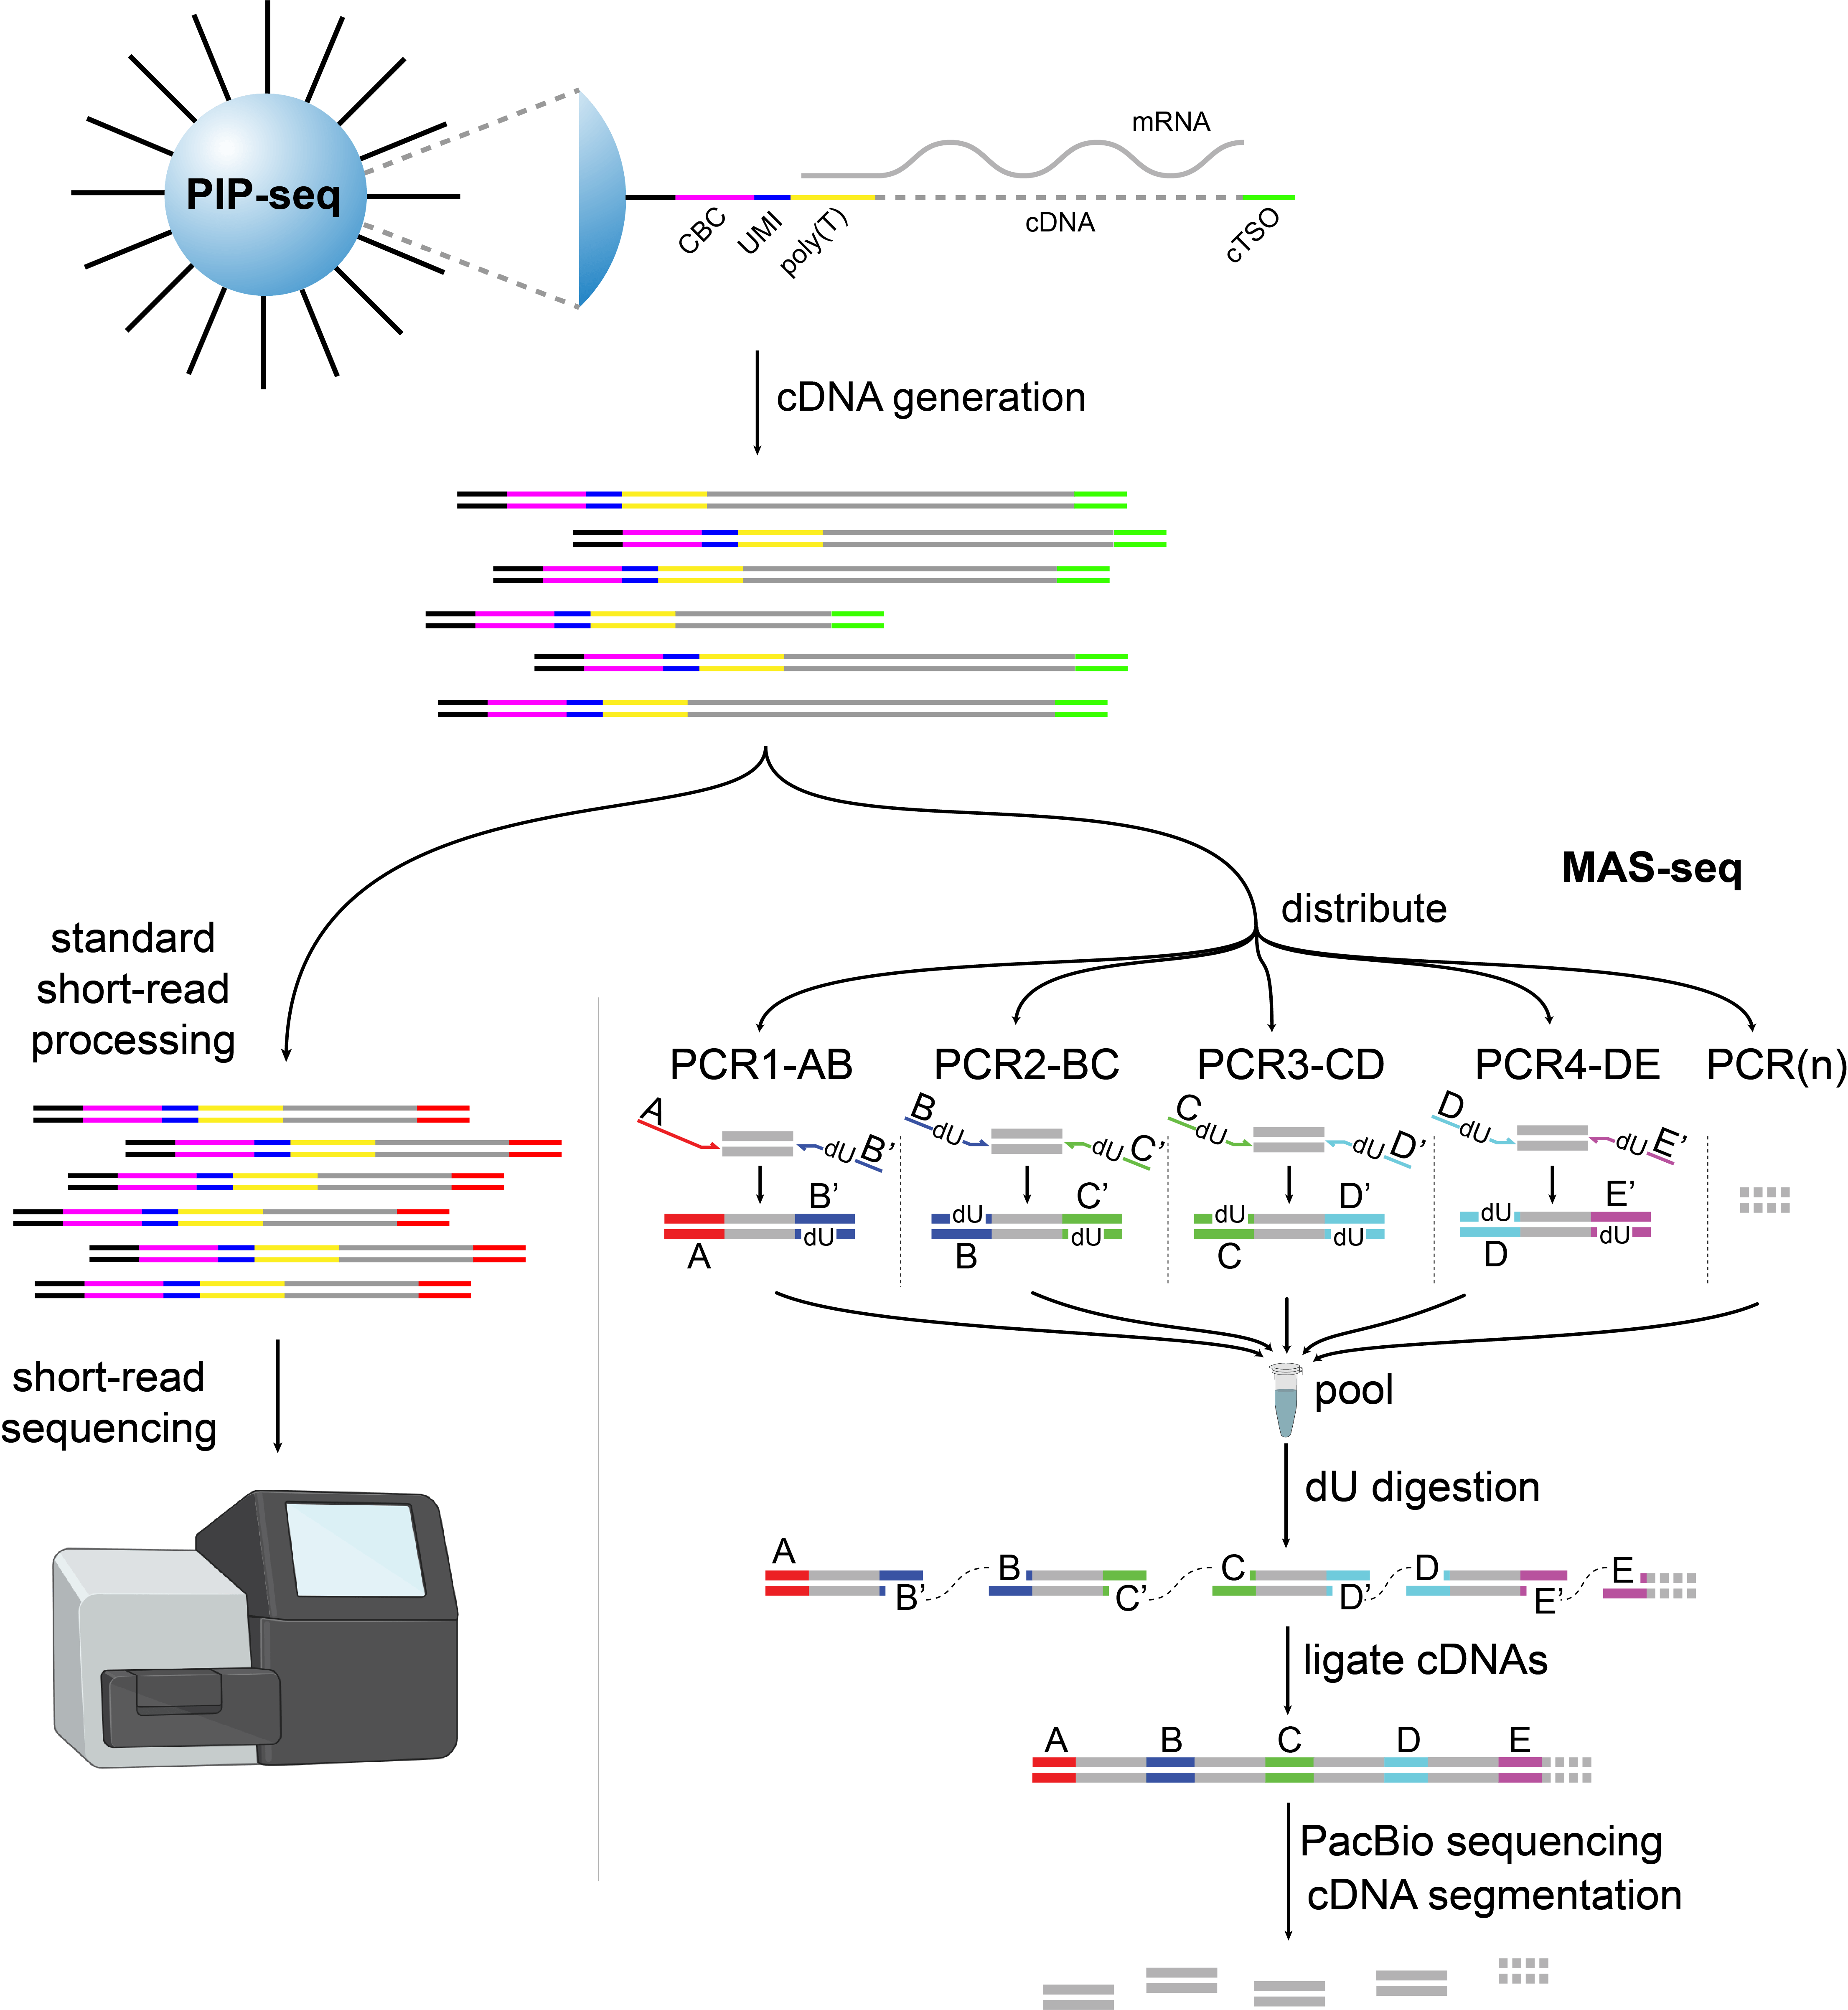 PIP-seq
mRNA
CBC
UMI
poly(T)
cDNA
cTSO
cDNA generation
MAS-seq
distribute
standard
short-read
processing
PCR1-AB
PCR2-BC
PCR3-CD
PCR4-DE
PCR(n)
A
dU
B’
B
dU
dU
C’
C
dU
dU
D’
D
dU
dU
E’
B’
dU
A
C’
dU
dU
B
D’
dU
dU
C
E’
dU
dU
D
short-read
sequencing
pool
dU digestion
A
B’
B
C’
C
D’
D
E’
E
ligate cDNAs
A
B
C
D
E
PacBio sequencing
cDNA segmentation